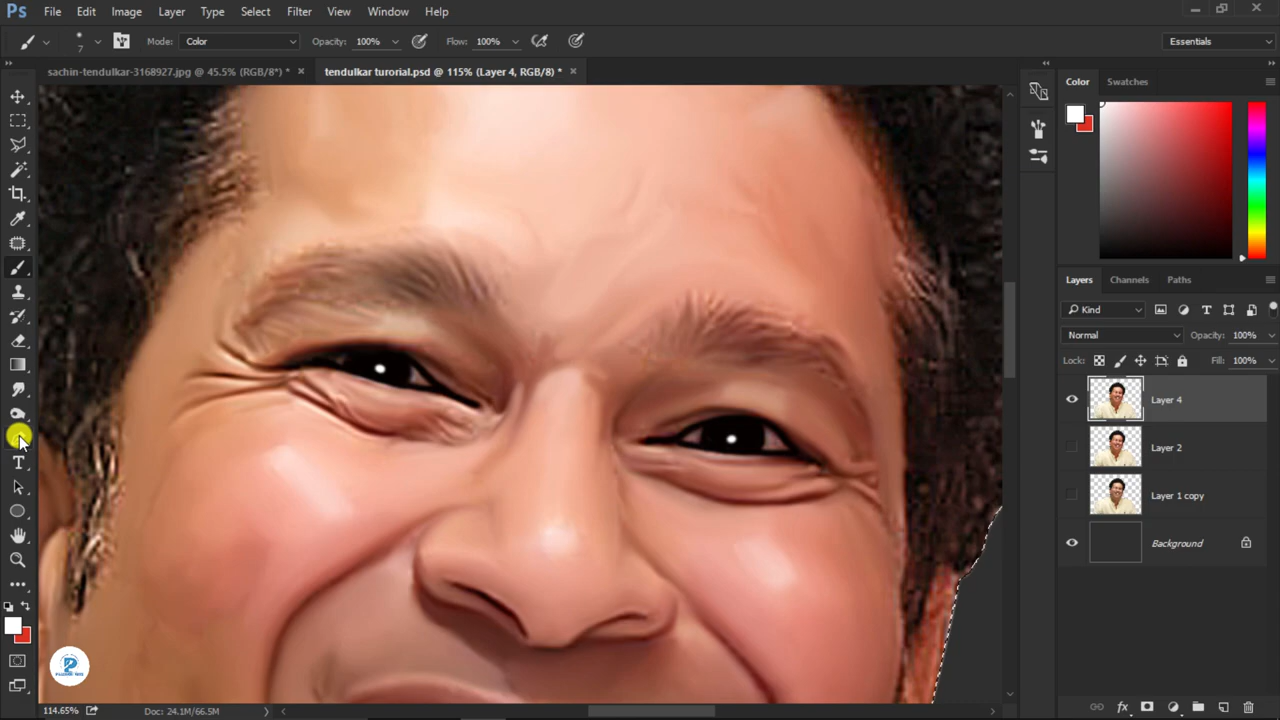 Ps File Edit Image Layer Type Select Filter View Window Help
7 Mode: Color Opacity: 100% Flow: 100% Essentials
sachin-tendulkar-3168927.jpg @ 45.5% (RGB/8*) * × tendulkar turorial.psd @ 115% (Layer 4, RGB/8) * ×
Color Swatches
Layers Channels Paths
Kind
Normal Opacity: 100%
Lock: Fill: 100%
Layer 4
Layer 2
Layer 1 copy
Background
T
114.65% Doc: 24.1M/66.5M